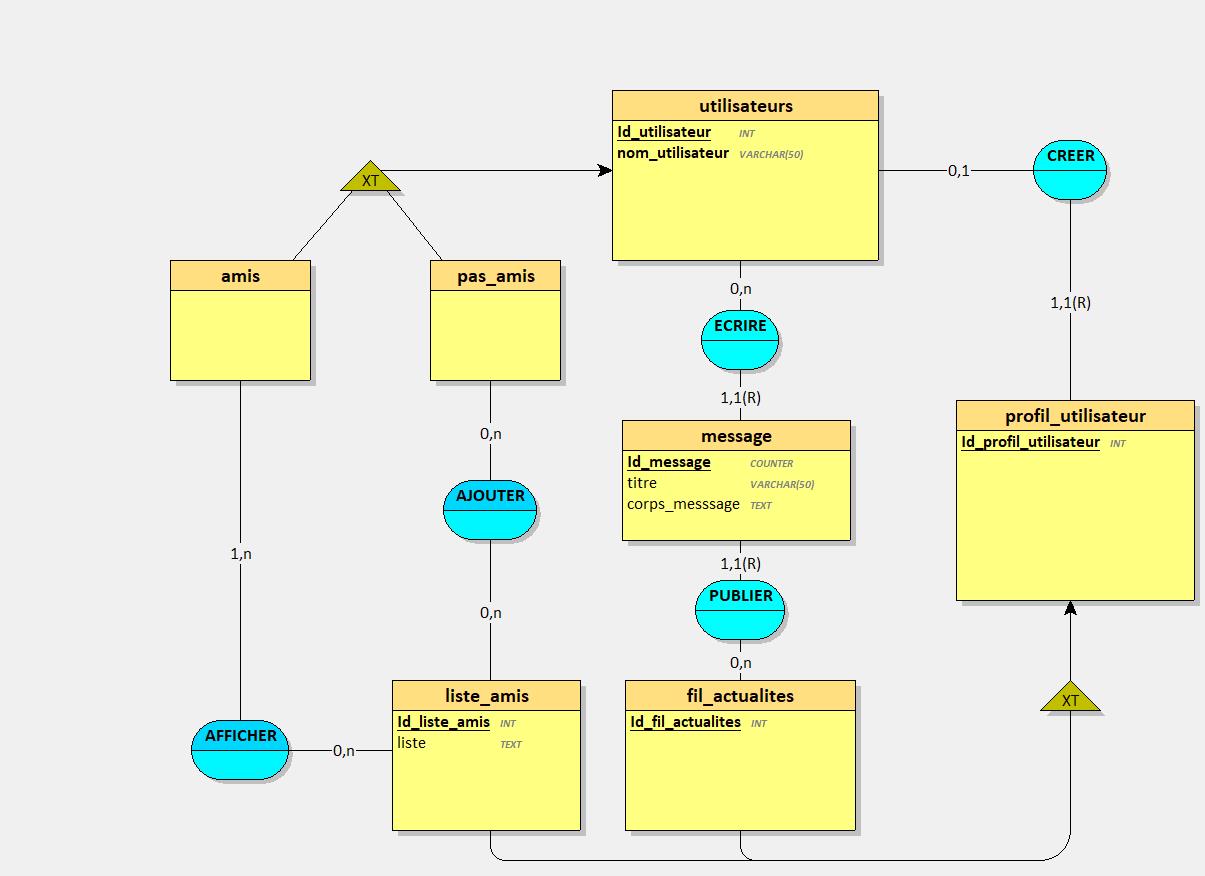 utilisateurs
Id_utilisateur INT
nom_utilisateur VARCHAR(50)
CREER
0,1
XT
amis
pas_amis
0,n
ECRIRE
1,1(R)
1,1(R)
profil_utilisateur
Id_profil_utilisateur INT
0,n
message
Id_message COUNTER
titre VARCHAR(50)
corps_messsage TEXT
AJOUTER
1,n
1,1(R)
PUBLIER
0,n
0,n
liste_amis
Id_liste_amis INT
liste TEXT
fil_actualites
Id_fil_actualites INT
XT
AFFICHER
0,n